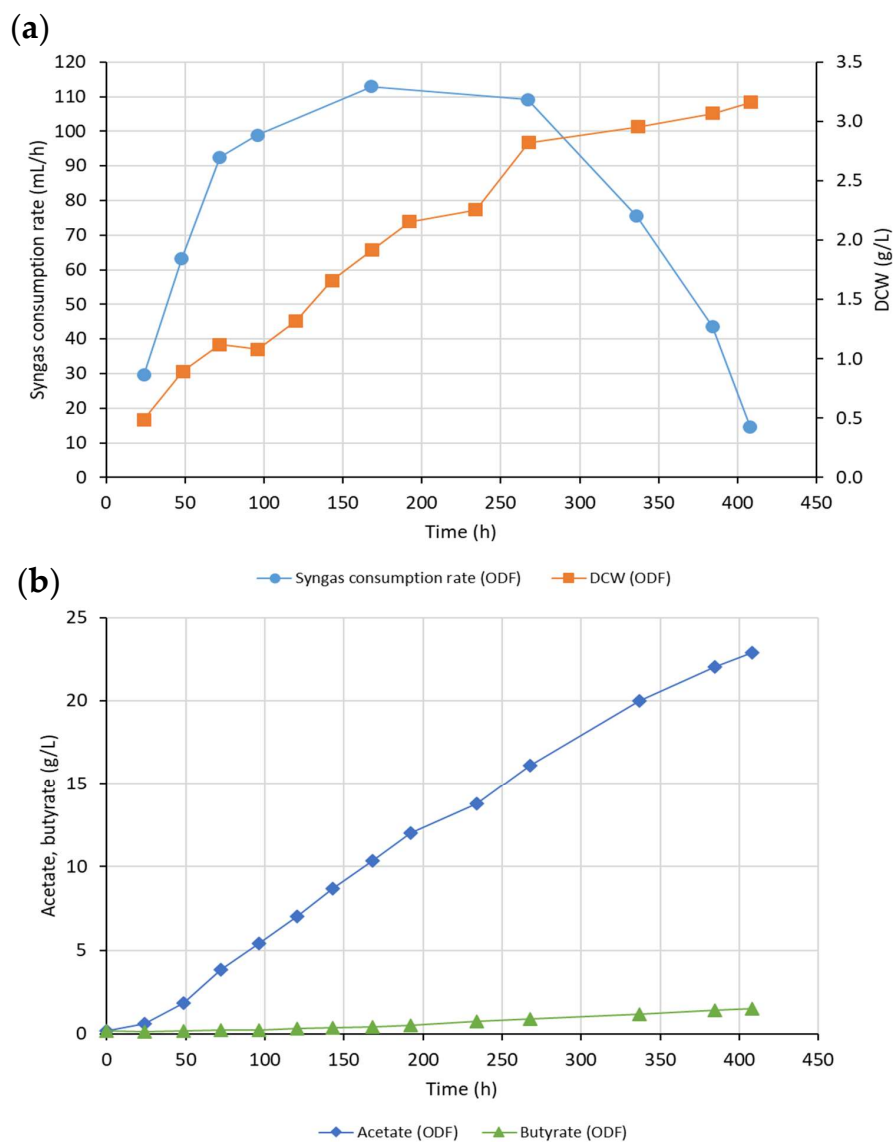 (a)
Syngas consumption rate (mL/h)
120
110
100
90
80
70
60
50
40
30
20
10
0
3.5
3.0
2.5
2.0
1.5
1.0
0.5
0.0
DCW (g/L)
0 50 100 150 200 250 300 350 400 450
Time (h)
Syngas consumption rate (ODF) DCW (ODF)
(b)
Acetate, butyrate (g/L)
25
20
15
10
5
0
0 50 100 150 200 250 300 350 400 450
Time (h)
Acetate (ODF) Butyrate (ODF)